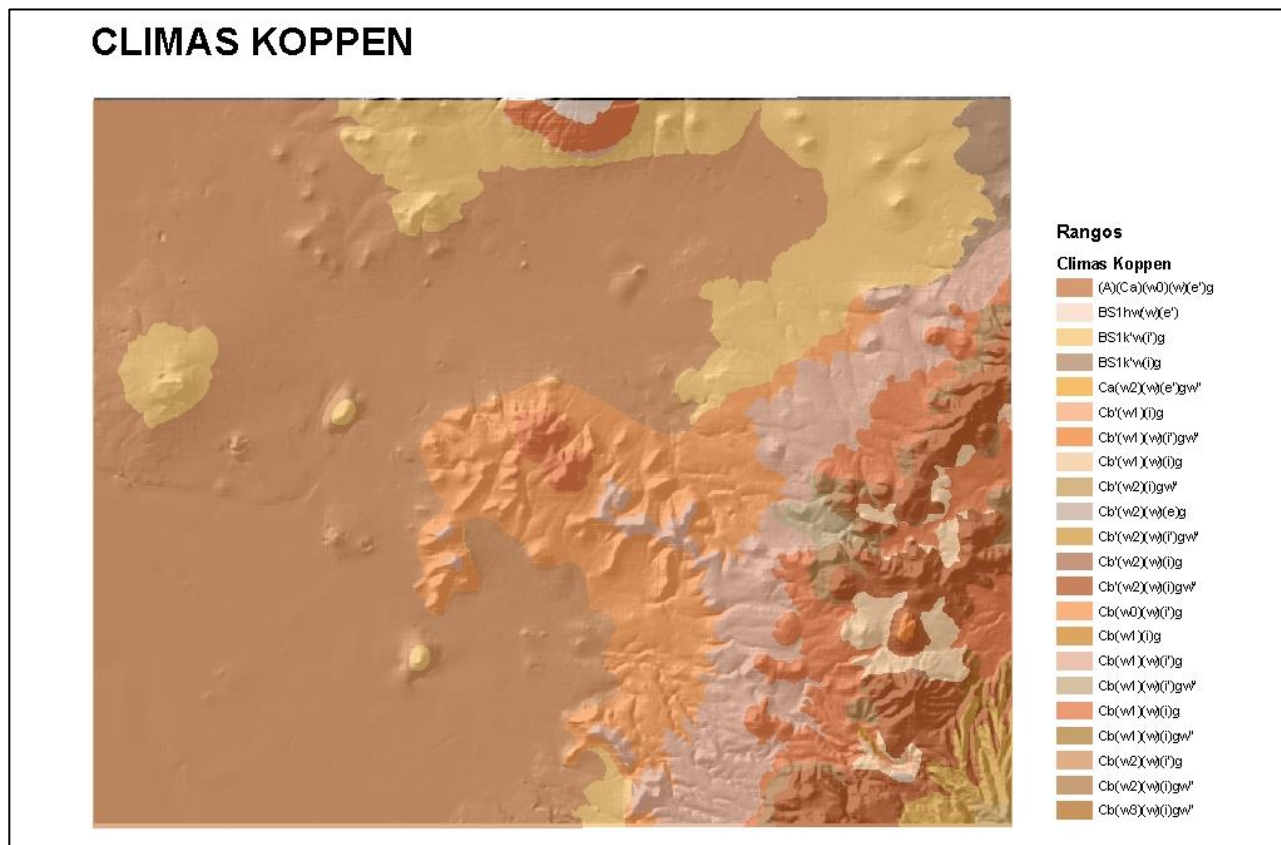 CLIMAS KOPPEN
Rangos
Climas Koppen
(A)(Ca)(w0)(w)(e')g
BS1hw(w)(e')
BS1k'w(i')g
BS1k'w(i)g
Ca(w2)(w)(e')gw"
Cb'(w1)(i)g
Cb'(w1)(w)(i')gw"
Cb'(w1)(w)(i)g
Cb'(w2)(i)gw"
Cb'(w2)(w)(e)g
Cb'(w2)(w)(i')gw"
Cb'(w2)(w)(i)g
Cb'(w2)(w)(i)gw"
Cb(w0)(w)(i')g
Cb(w1)(i)g
Cb(w1)(w)(i')g
Cb(w1)(w)(i')gw"
Cb(w1)(w)(i)g
Cb(w1)(w)(i)gw"
Cb(w2)(w)(i')g
Cb(w2)(w)(i)gw"
Cb(w3)(w)(i)gw"